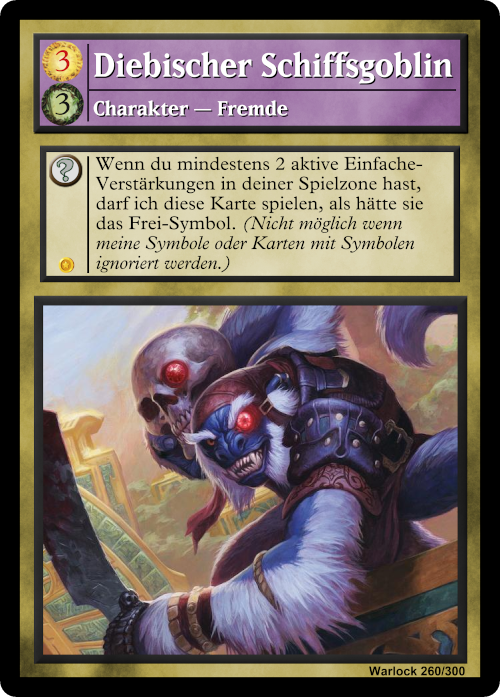 3
Diebischer Schiffsgoblin
3
Charakter — Fremde
?
Wenn du mindestens 2 aktive Einfache-
Verstärkungen in deiner Spielzone hast,
darf ich diese Karte spielen, als hätte sie
das Frei-Symbol. (Nicht möglich wenn
meine Symbole oder Karten mit Symbolen
ignoriert werden.)
Warlock 260/300